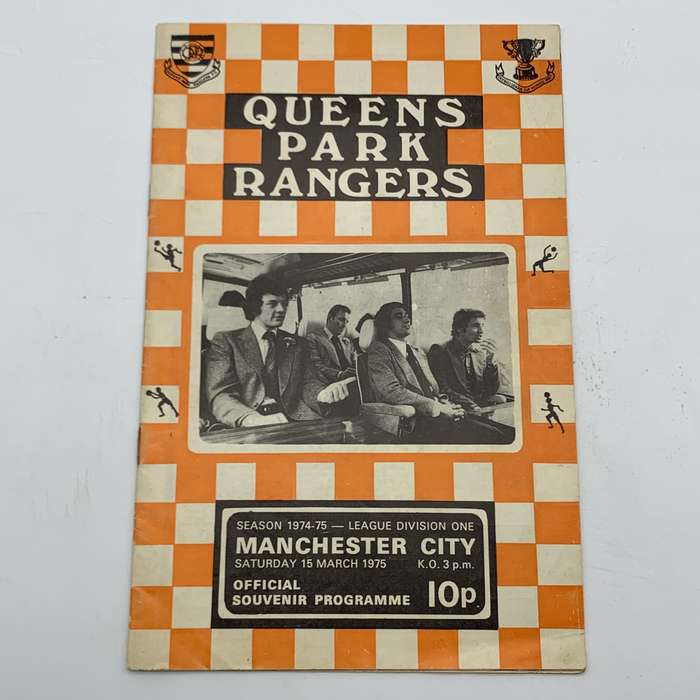 QUEENS
PARK
RANGERS
SEASON 1974-75 — LEAGUE DIVISION ONE
MANCHESTER CITY
SATURDAY 15 MARCH 1975 K.O. 3 p.m.
OFFICIAL
SOUVENIR PROGRAMME 10p